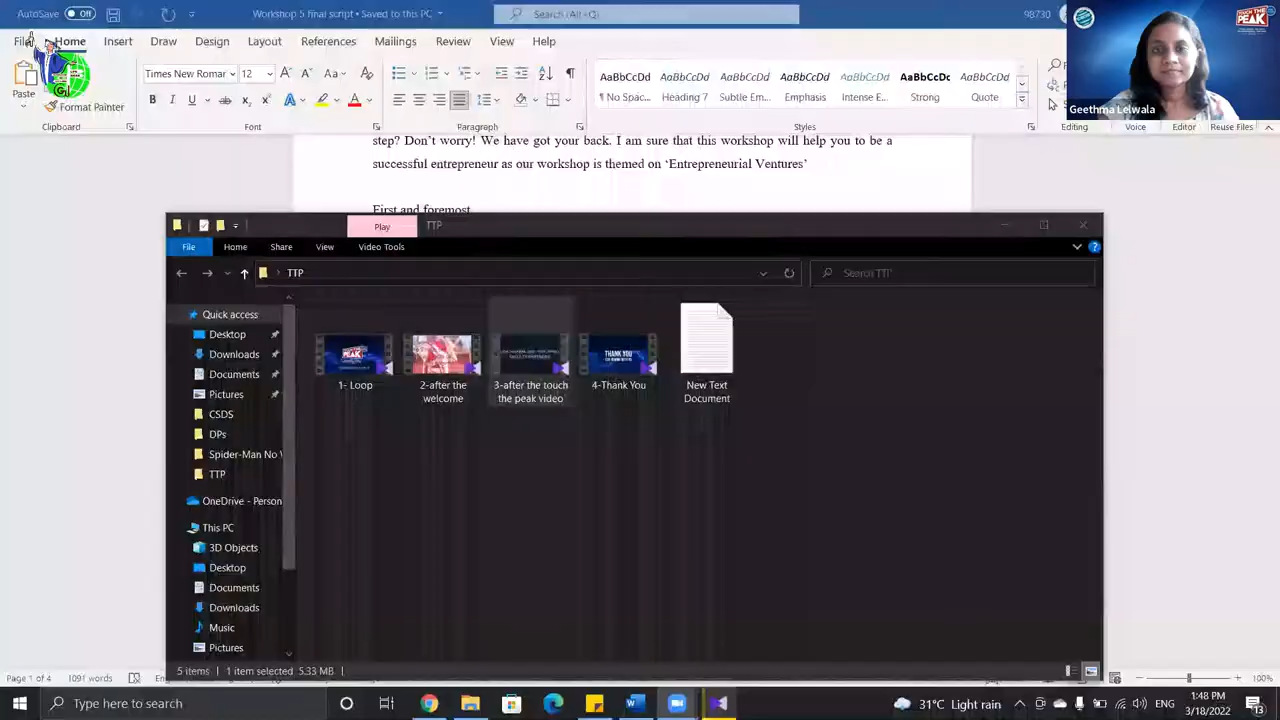 AutoSave Off Workshop 5 final script - Saved to this PC Search (Alt+Q) 98730
File Home Insert Draw Design Layout References Mailings Review View Help
Paste Format Painter Clipboard
Times New Roman 12 Font
Paragraph
AaBbCcDd AaBbCcDd AaBbCcDd AaBbCcDd AaBbCcDd AaBbCcDc AaBbCcDd
¶ No Spac... Heading 7 Subtle Em... Emphasis Strong Quote
Styles Editing Voice Editor Reuse Files
Geethma Lelwala
step? Don't worry! We have got your back. I am sure that this workshop will help you to be a
successful entrepreneur as our workshop is themed on 'Entrepreneurial Ventures'
First and foremost
Play TTP
File Home Share View Video Tools
TTP Search TTP
Quick access
Desktop
Downloads
Documents
Pictures
CSDS
DPs
Spider-Man No W
TTP
OneDrive - Person
This PC
3D Objects
Desktop
Documents
Downloads
Music
Pictures
1- Loop
2-after the welcome
3-after the touch the peak video
4-Thank You
New Text Document
THANK YOU
5 items 1 item selected 5.33 MB
Page 1 of 4 1091 words 100%
Type here to search
31°C Light rain ENG 1:48 PM
3/18/2022 13